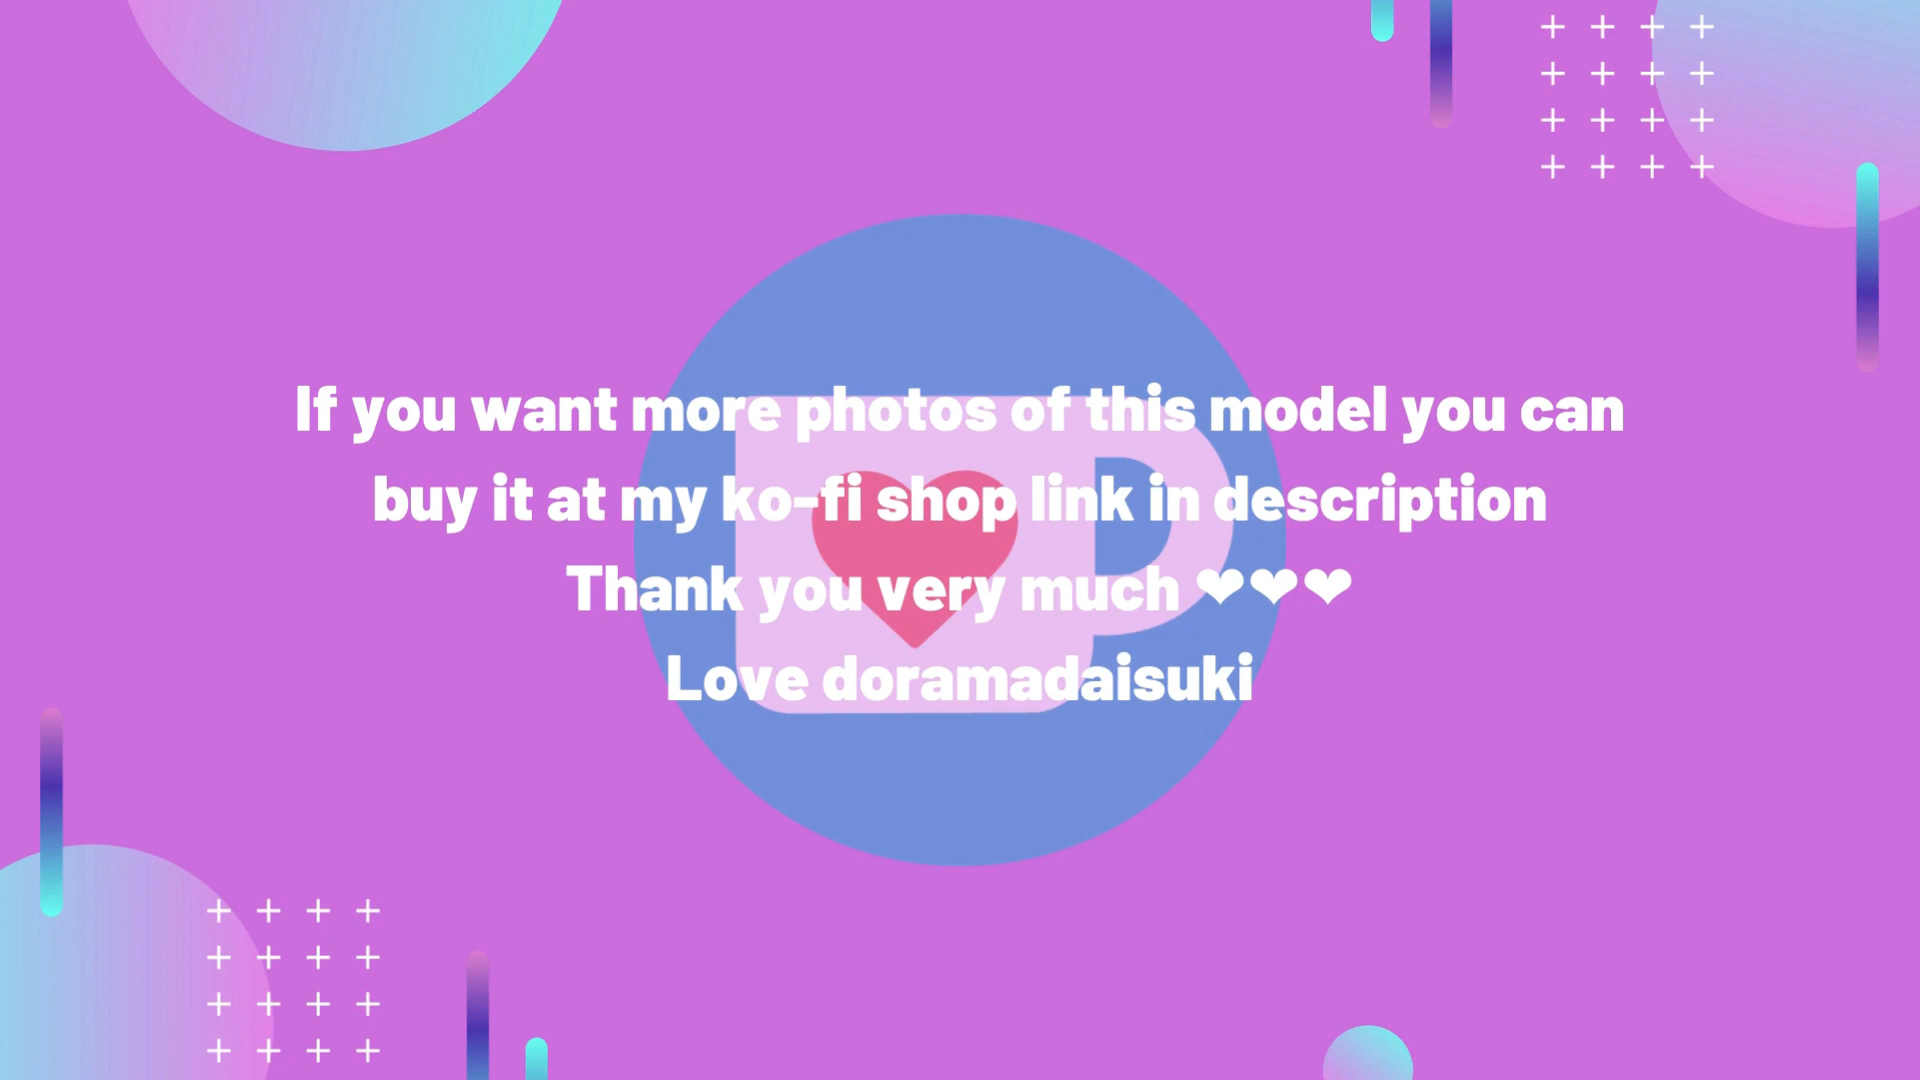 If you want more photos of this model you can
buy it at my ko-fi shop link in description
Thank you very much ❤❤❤
Love doramadaisuki